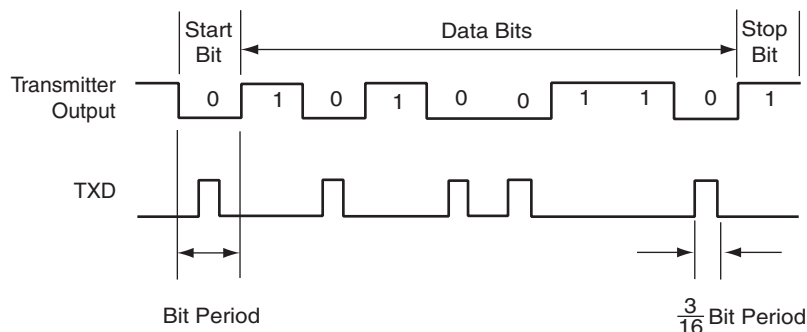 Start Bit
Data Bits
Stop Bit
Transmitter Output
0 1 0 1 0 0 1 1 0 1
TXD
Bit Period
3/16 Bit Period